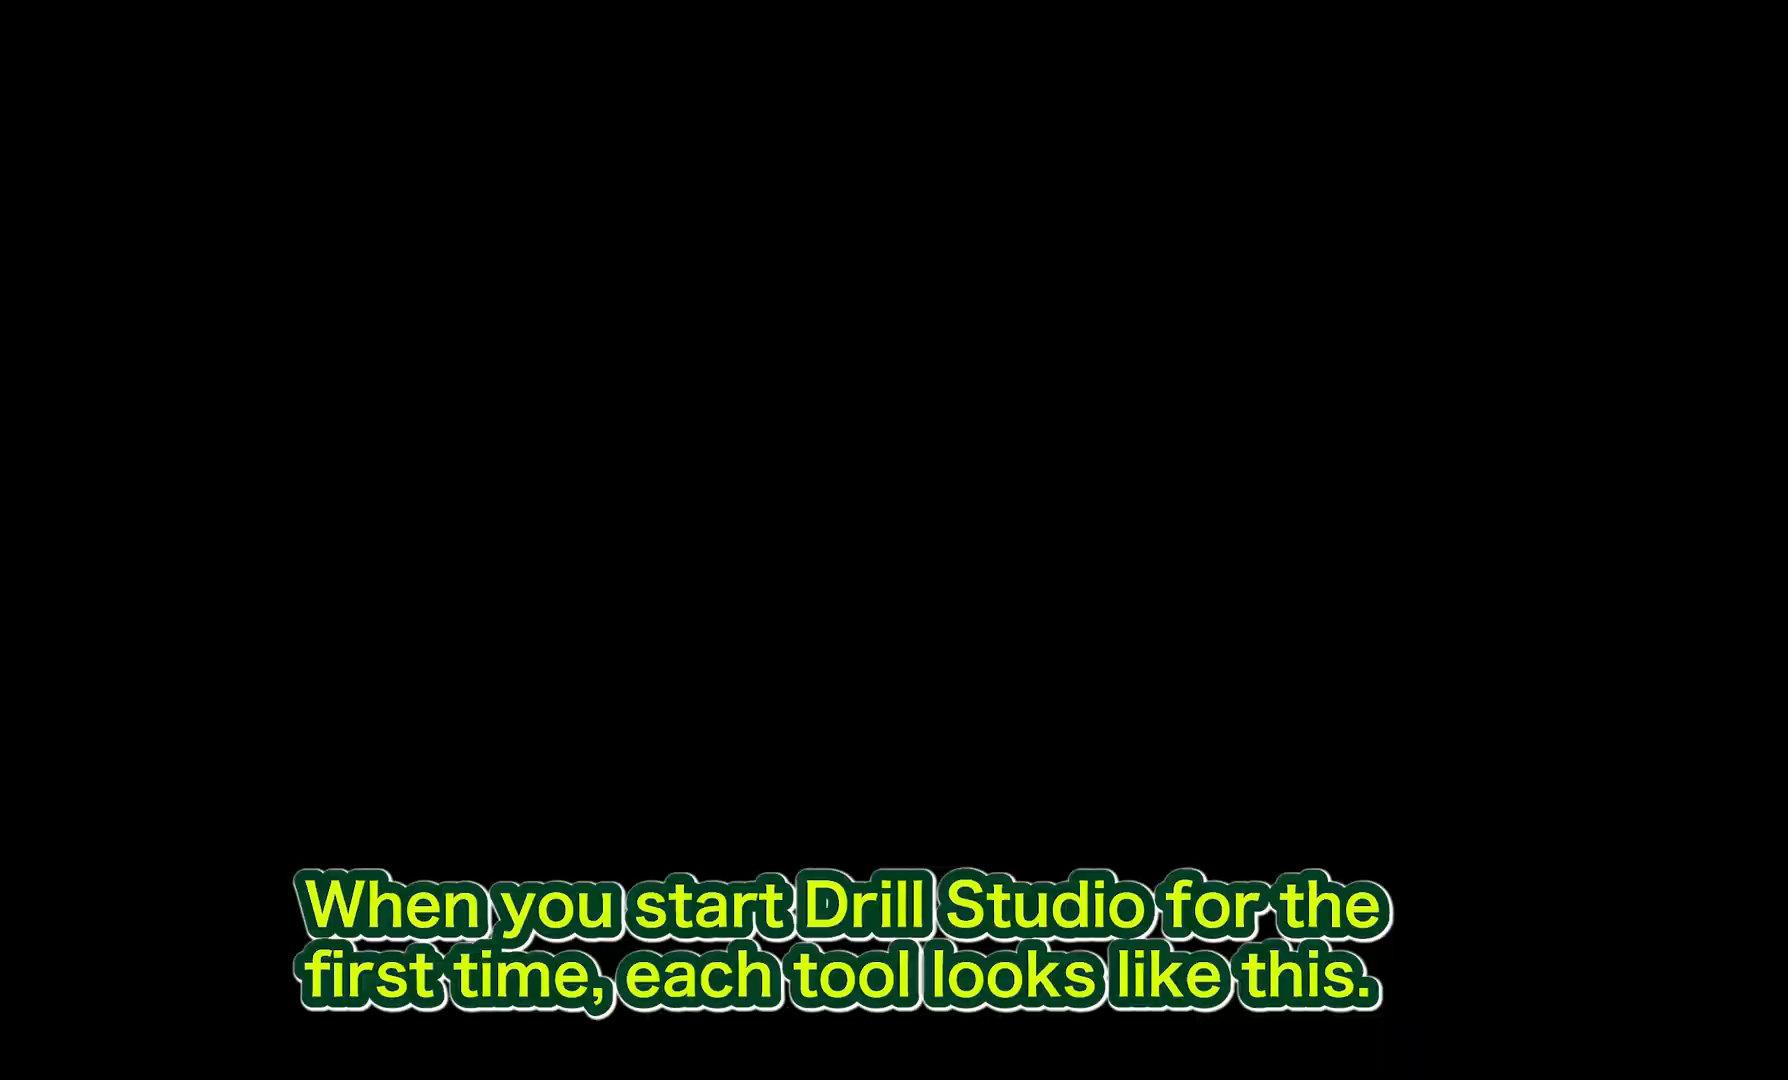 When you start Drill Studio for the
first time, each tool looks like this.